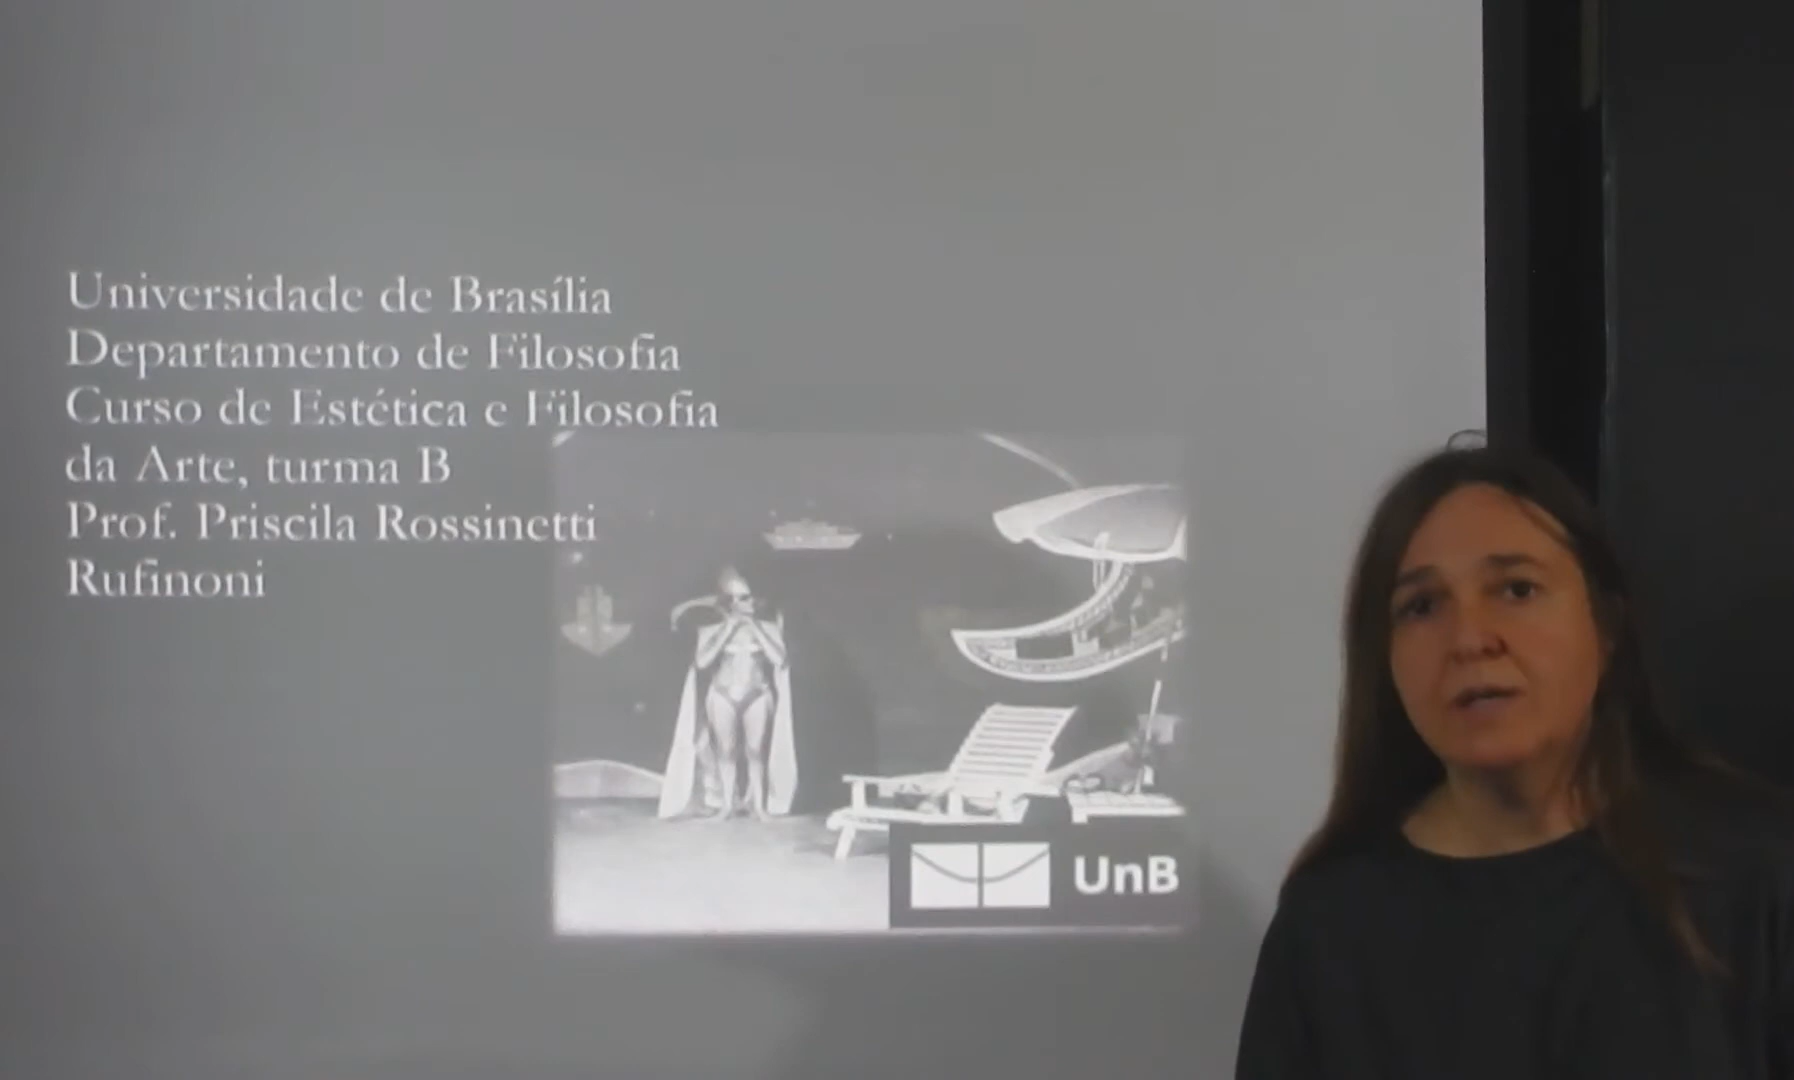 Universidade de Brasília
Departamento de Filosofia
Curso de Estética e Filosofia
da Arte, turma B
Prof. Priscila Rossinetti
Rufinoni
UnB